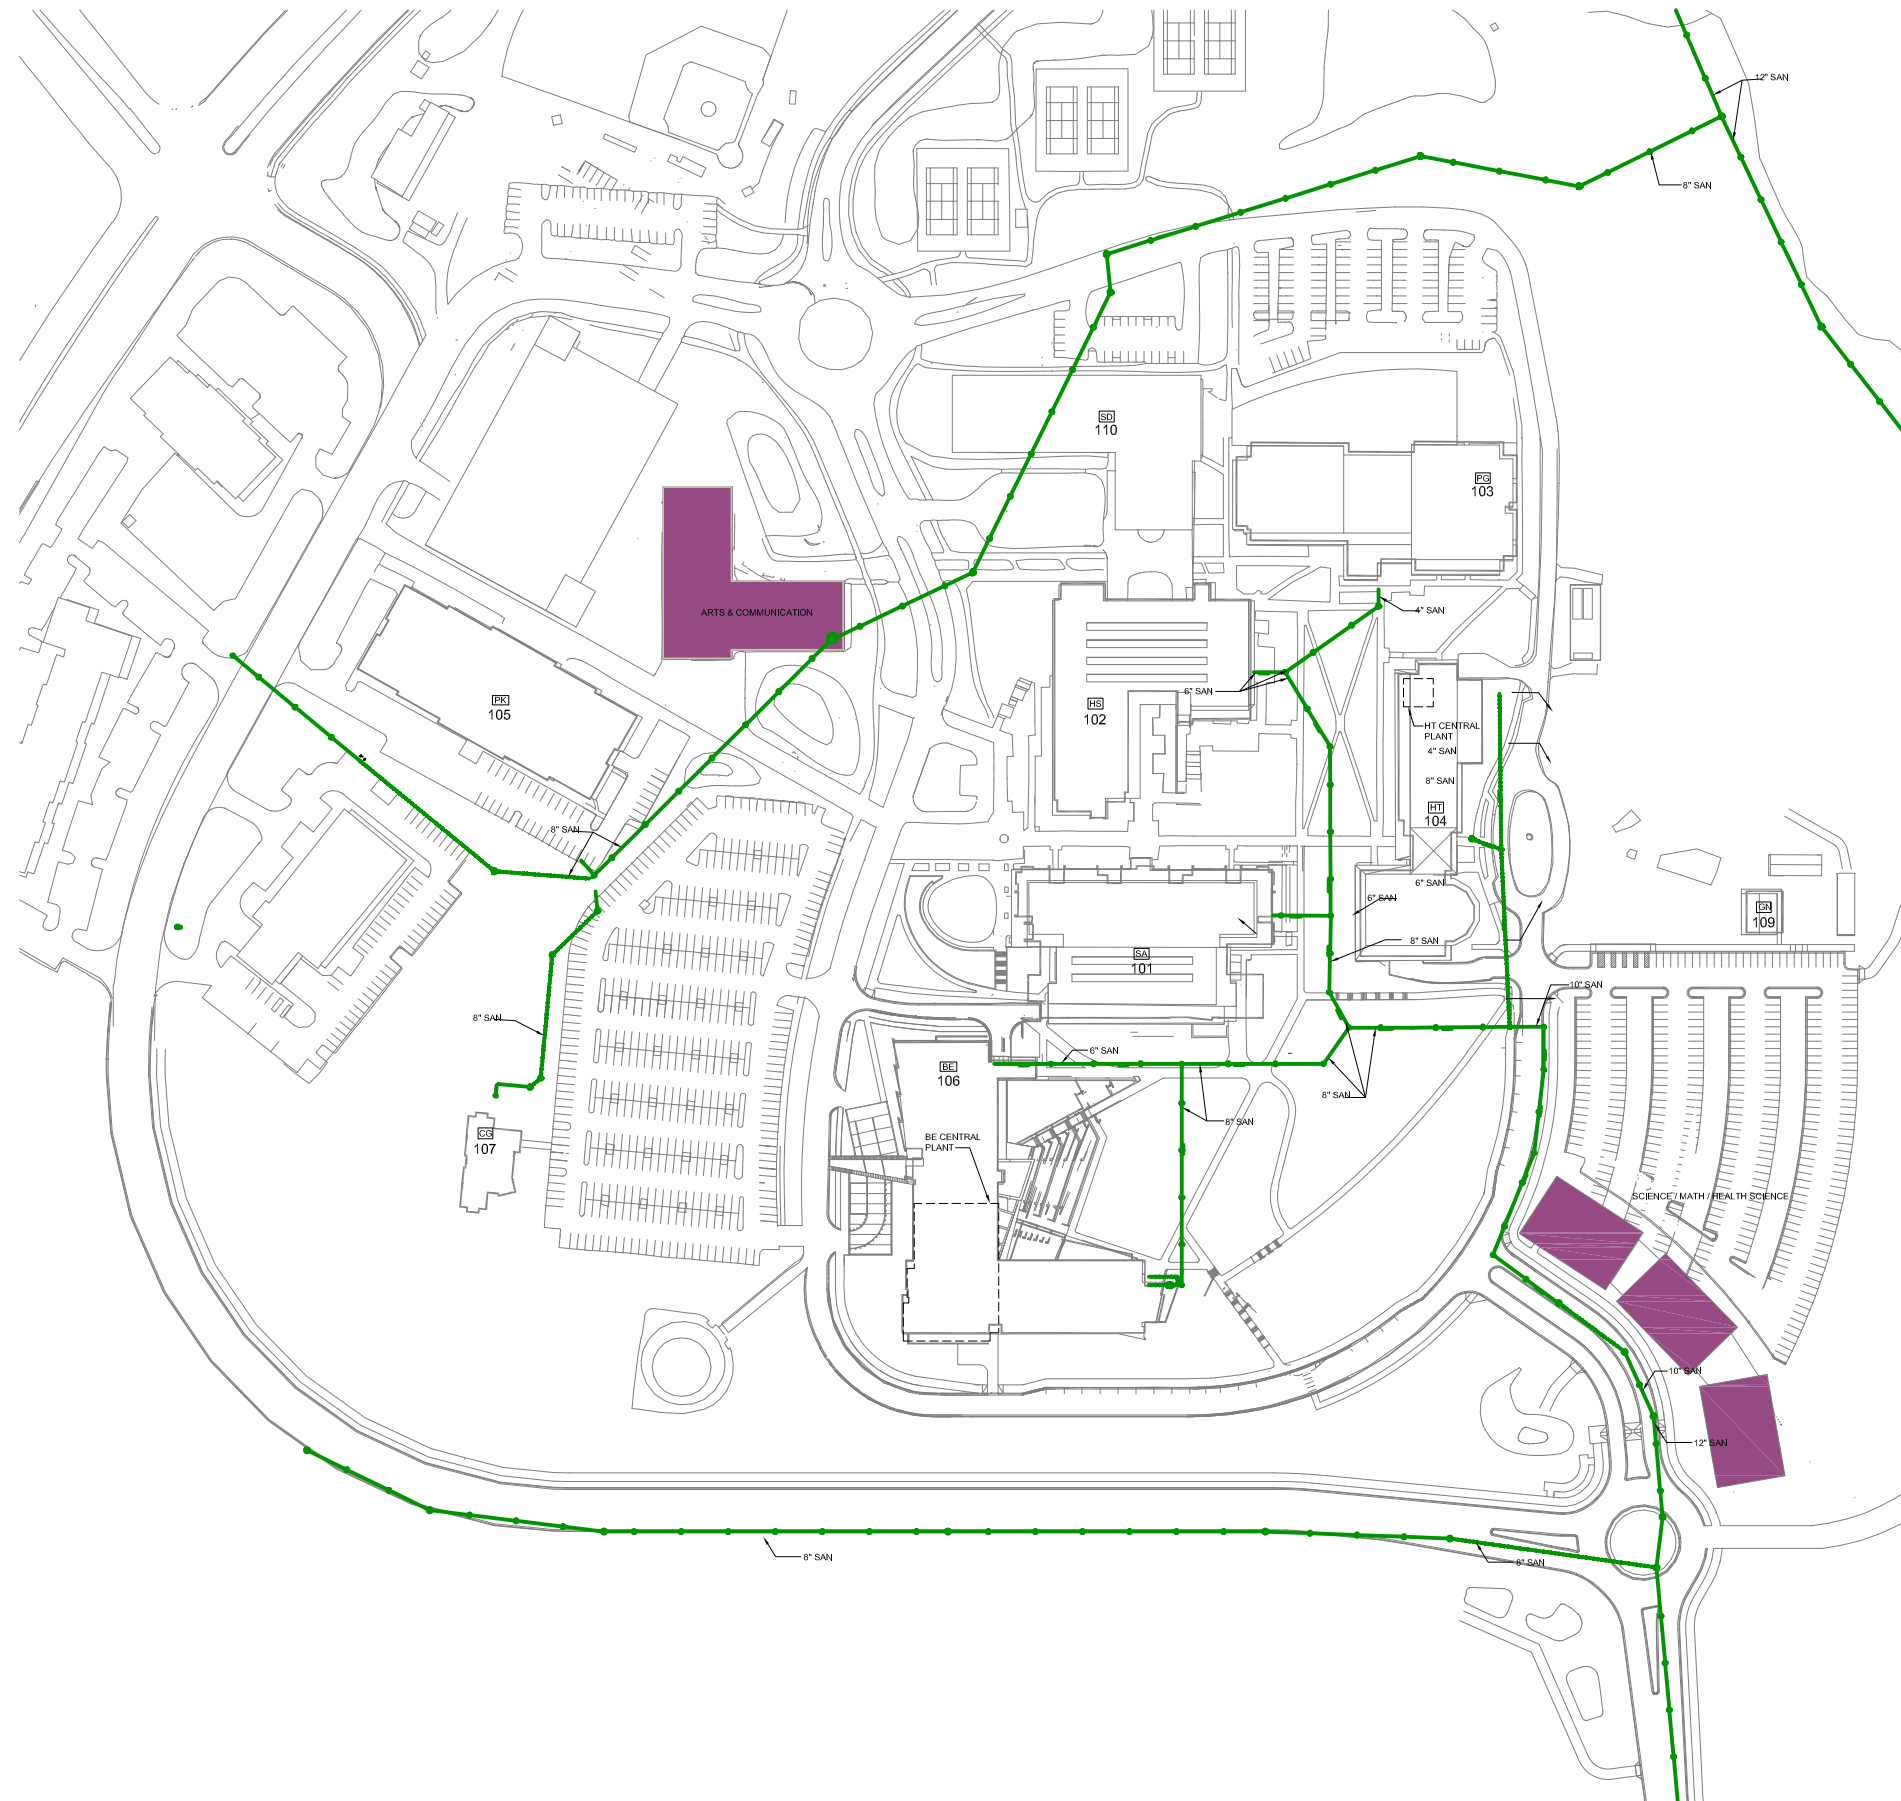 12" SAN
8" SAN
SD
110
PG
103
ARTS & COMMUNICATION
4" SAN
6" SAN
PK
105
HS
102
HT CENTRAL
PLANT
4" SAN
8" SAN
HT
104
8" SAN
6" SAN
6" SAN
GN
109
8" SAN
SA
101
10" SAN
8" SAN
6" SAN
BE
106
8" SAN
8" SAN
CG
107
BE CENTRAL
PLANT
SCIENCE / MATH / HEALTH SCIENCE
10" SAN
12" SAN
8" SAN
8" SAN